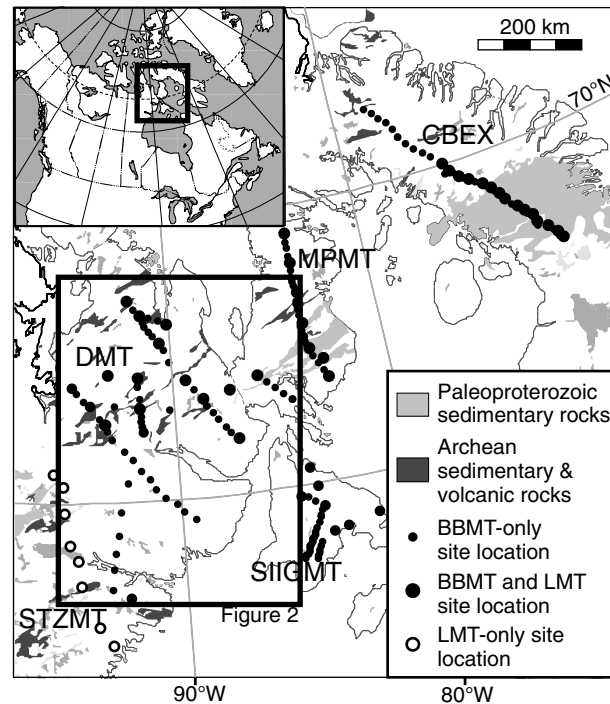 200 km
70°N
CBEX
MPMT
DMT
SIIGMT
STZMT
Figure 2
Paleoproterozoic
sedimentary rocks
Archean
sedimentary &
volcanic rocks
BBMT-only
site location
BBMT and LMT
site location
LMT-only site
location
90°W
80°W